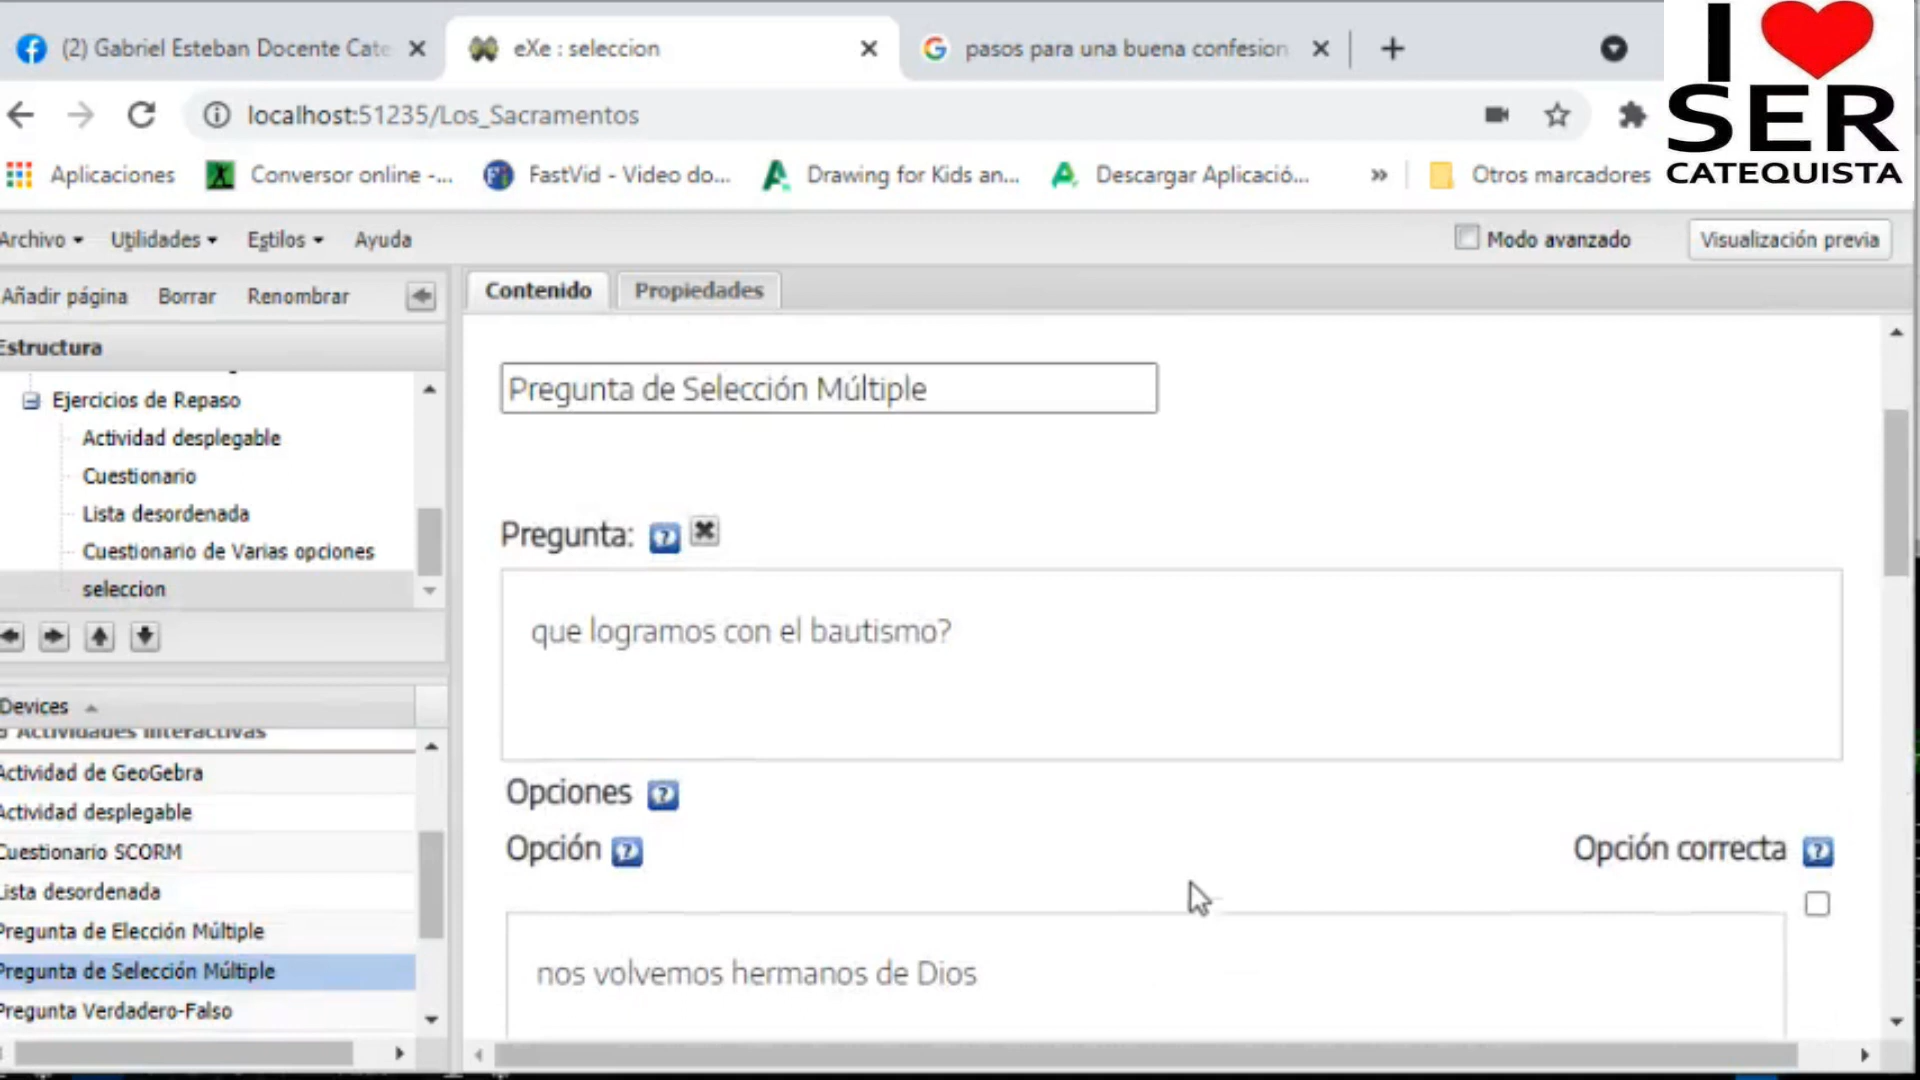 (2) Gabriel Esteban Docente Cate
eXe : seleccion
pasos para una buena confesion
I
SER
CATEQUISTA
localhost:51235/Los_Sacramentos
Aplicaciones
Conversor online -...
FastVid - Video do...
Drawing for Kids an...
Descargar Aplicació...
»
Otros marcadores
Archivo
Utilidades
Estilos
Ayuda
Modo avanzado
Visualización previa
Añadir página
Borrar
Renombrar
Contenido
Propiedades
Estructura
Ejercicios de Repaso
Actividad desplegable
Cuestionario
Lista desordenada
Cuestionario de Varias opciones
seleccion
Pregunta de Selección Múltiple
Pregunta:
que logramos con el bautismo?
Opciones
Opción
Opción correcta
nos volvemos hermanos de Dios
Devices
Actividades Interactivas
Actividad de GeoGebra
Actividad desplegable
Cuestionario SCORM
Lista desordenada
Pregunta de Elección Múltiple
Pregunta de Selección Múltiple
Pregunta Verdadero-Falso